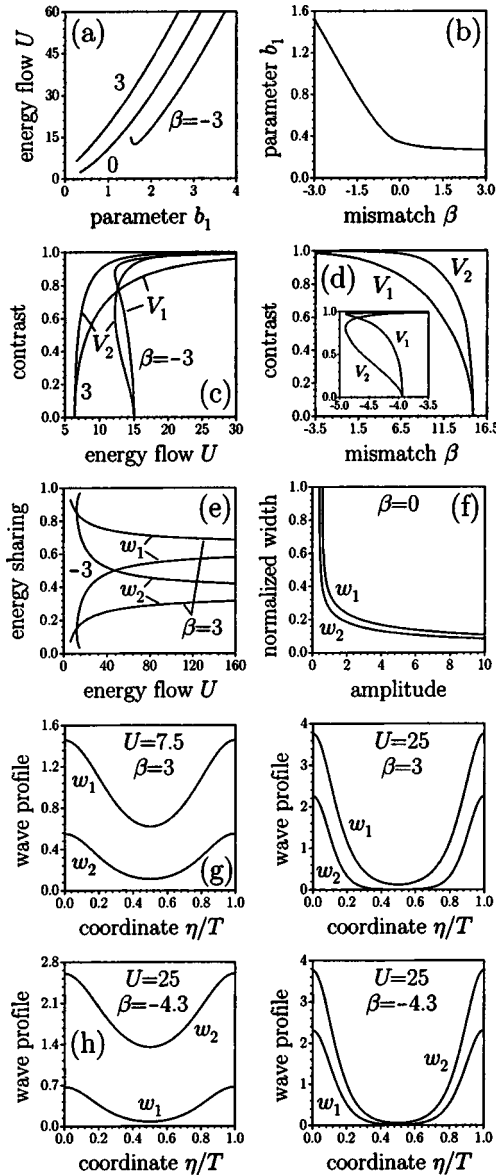 (a)
energy flow U
60
45
30
15
0
3
0
β=-3
0 1 2 3 4
parameter b₁
(b)
parameter b₁
1.6
1.2
0.8
0.4
0.0
-3.0 -1.5 0.0 1.5 3.0
mismatch β
(c)
contrast
1.0
0.8
0.6
0.4
0.2
0.0
V₁
V₂
β=-3
3
5 10 15 20 25 30
energy flow U
(d)
contrast
1.0
0.8
0.6
0.4
0.2
0.0
V₂
V₁
1.0
0.5
0.0
V₁
V₂
-5.0 -4.5 -4.0 -3.5
-3.5 1.5 6.5 11.5 16.5
mismatch β
(e)
energy sharing
1.0
0.8
0.6
0.4
0.2
0.0
w₁
-3
w₂
β=3
0 40 80 120 160
energy flow U
(f)
β=0
normalized width
1.0
0.8
0.6
0.4
0.2
0.0
w₁
w₂
0 2 4 6 8 10
amplitude
wave profile
1.6
1.2
0.8
0.4
0.0
U=7.5
β=3
w₁
w₂
(g)
0.0 0.2 0.4 0.6 0.8 1.0
coordinate η/T
wave profile
4
3
2
1
0
U=25
β=3
w₁
w₂
0.0 0.2 0.4 0.6 0.8 1.0
coordinate η/T
wave profile
2.8
2.1
1.4
0.7
0.0
U=25
β=-4.3
w₂
(h)
w₁
0.0 0.2 0.4 0.6 0.8 1.0
coordinate η/T
wave profile
4
3
2
1
0
U=25
β=-4.3
w₂
w₁
0.0 0.2 0.4 0.6 0.8 1.0
coordinate η/T